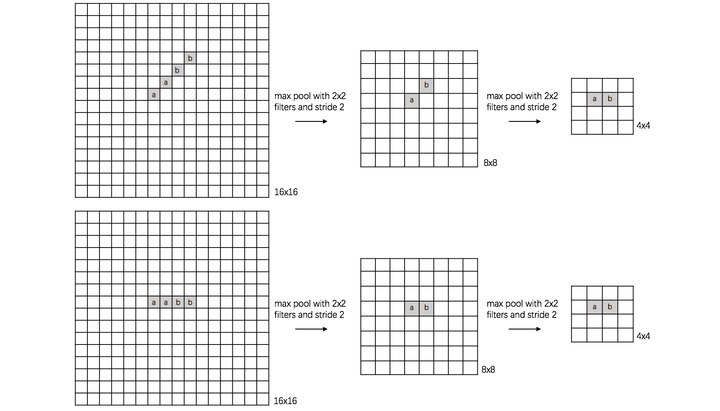 b
b
a
a
max pool with 2x2
filters and stride 2
16x16
b
a
max pool with 2x2
filters and stride 2
8x8
a b
4x4
a a b b
max pool with 2x2
filters and stride 2
16x16
a b
max pool with 2x2
filters and stride 2
8x8
a b
4x4